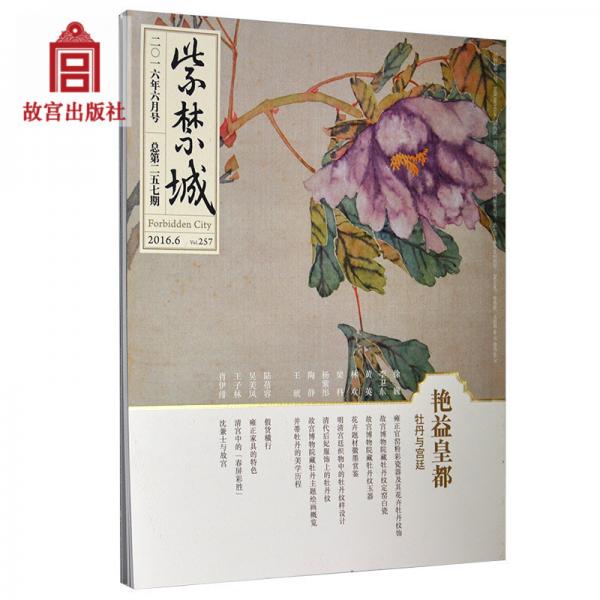 故宫出版社
紫禁城
二〇一六年六月号 总第二五七期
Forbidden City
2016.6 Vol.257
艳益皇都
牡丹与宫廷
徐巍 雍正官窑粉彩瓷器及其花卉牡丹纹饰
李卫东 故宫博物院藏牡丹纹定窑白瓷
黄英 故宫博物院藏牡丹纹玉器
林欢 花卉题材徽墨赏鉴
梁科 明清宫廷织物中的牡丹纹样设计
杨紫彤 清代后妃服饰上的牡丹纹
陶静 故宫博物院藏牡丹主题绘画概览
王斌 并蒂牡丹的美学历程
陆蓓容 假货横行
吴美凤 雍正家具的特色
王子林 清宫中的「春屏彩胜」
肖伊绯 沈兼士与故宫